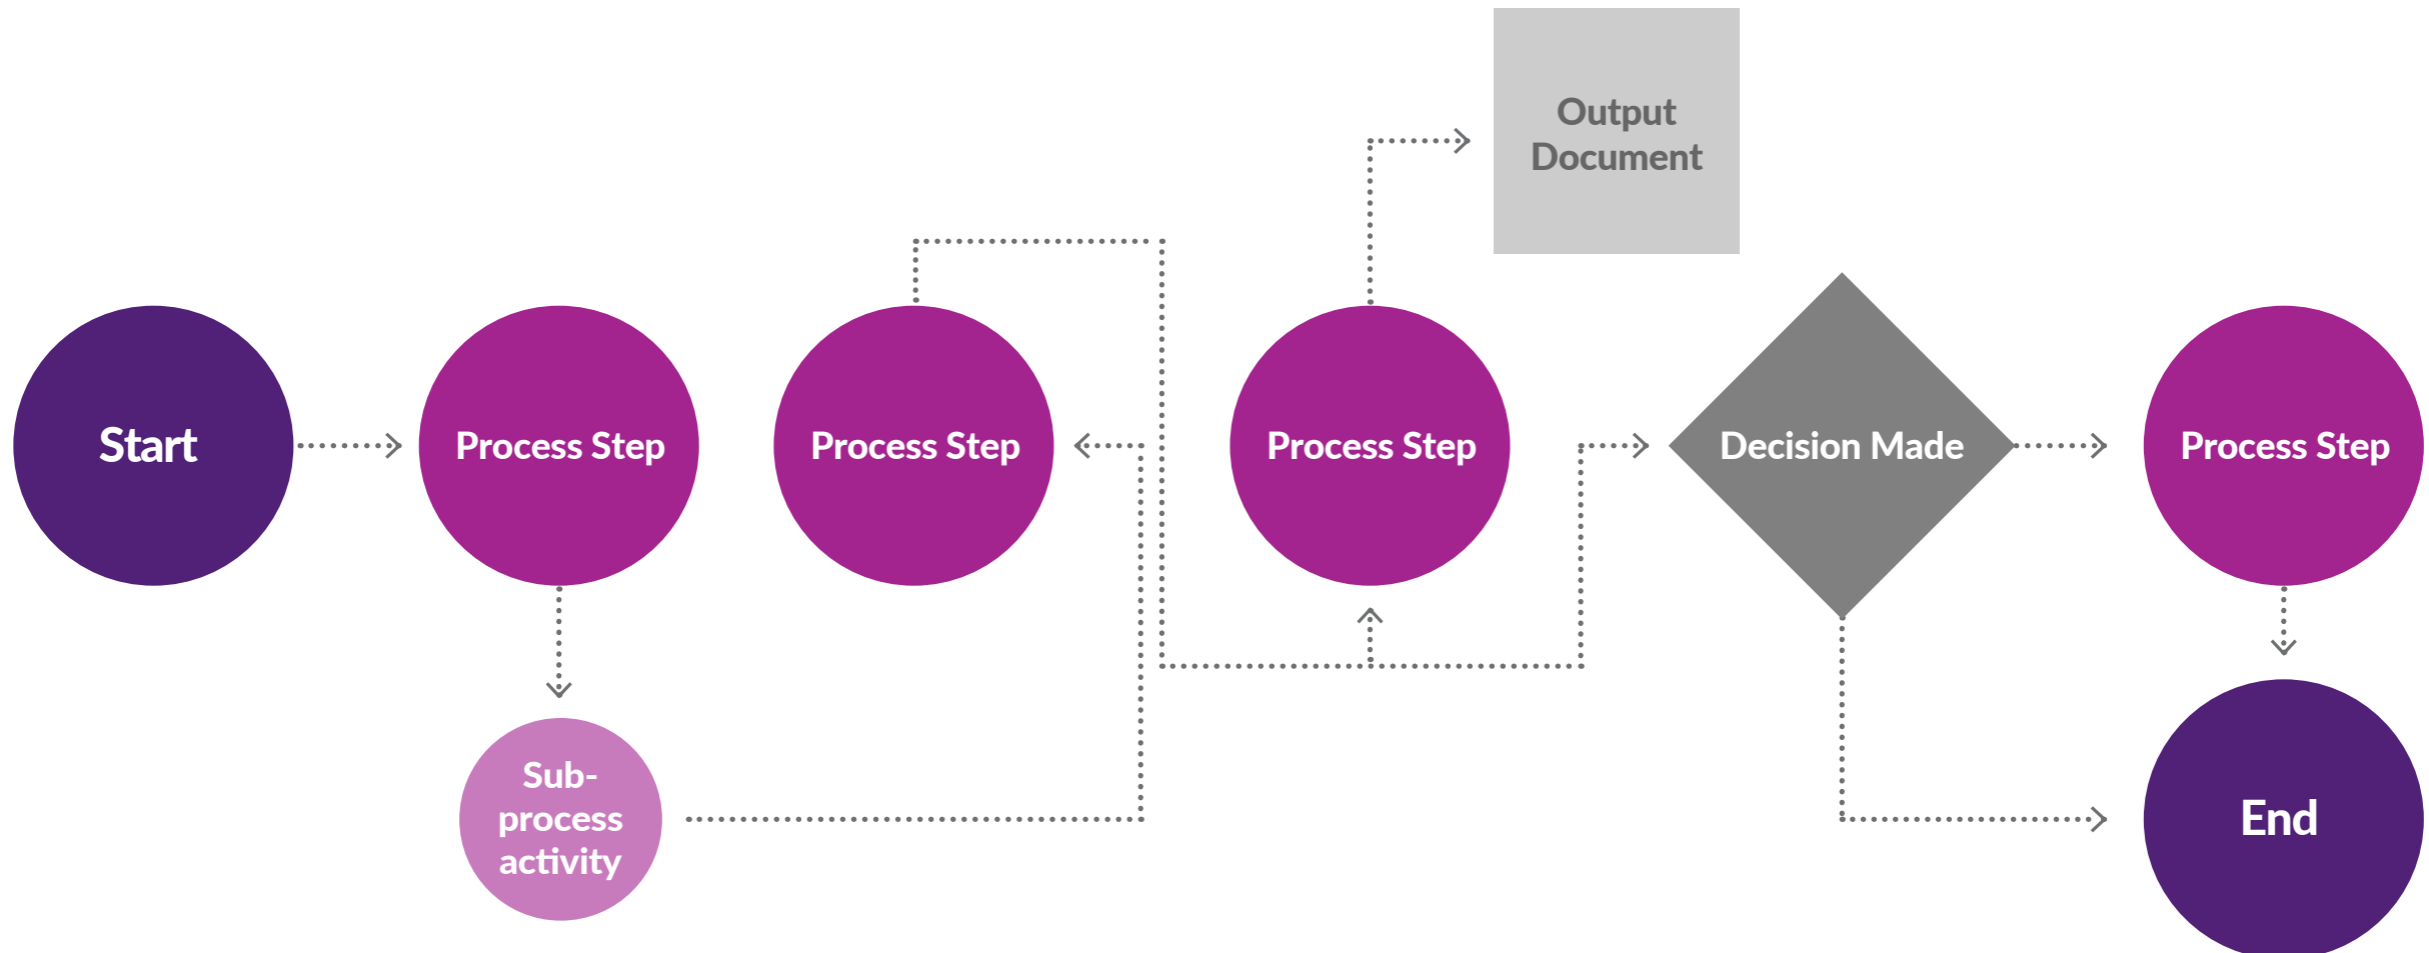 Output
Document
Start
Process Step
Process Step
Process Step
Decision Made
Process Step
Sub-
process
activity
End